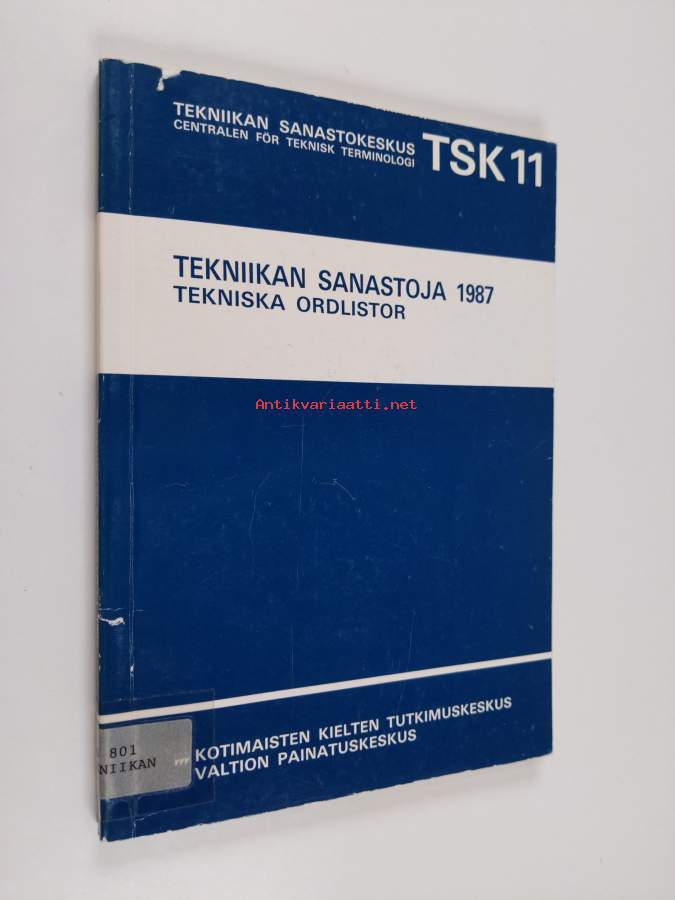 TEKNIIKAN SANASTOKESKUS
CENTRALEN FÖR TEKNISK TERMINOLOGI
TSK 11
TEKNIIKAN SANASTOJA 1987
TEKNISKA ORDLISTOR
Antikvariaatti.net
KOTIMAISTEN KIELTEN TUTKIMUSKESKUS
VALTION PAINATUSKESKUS
801
NIIKAN